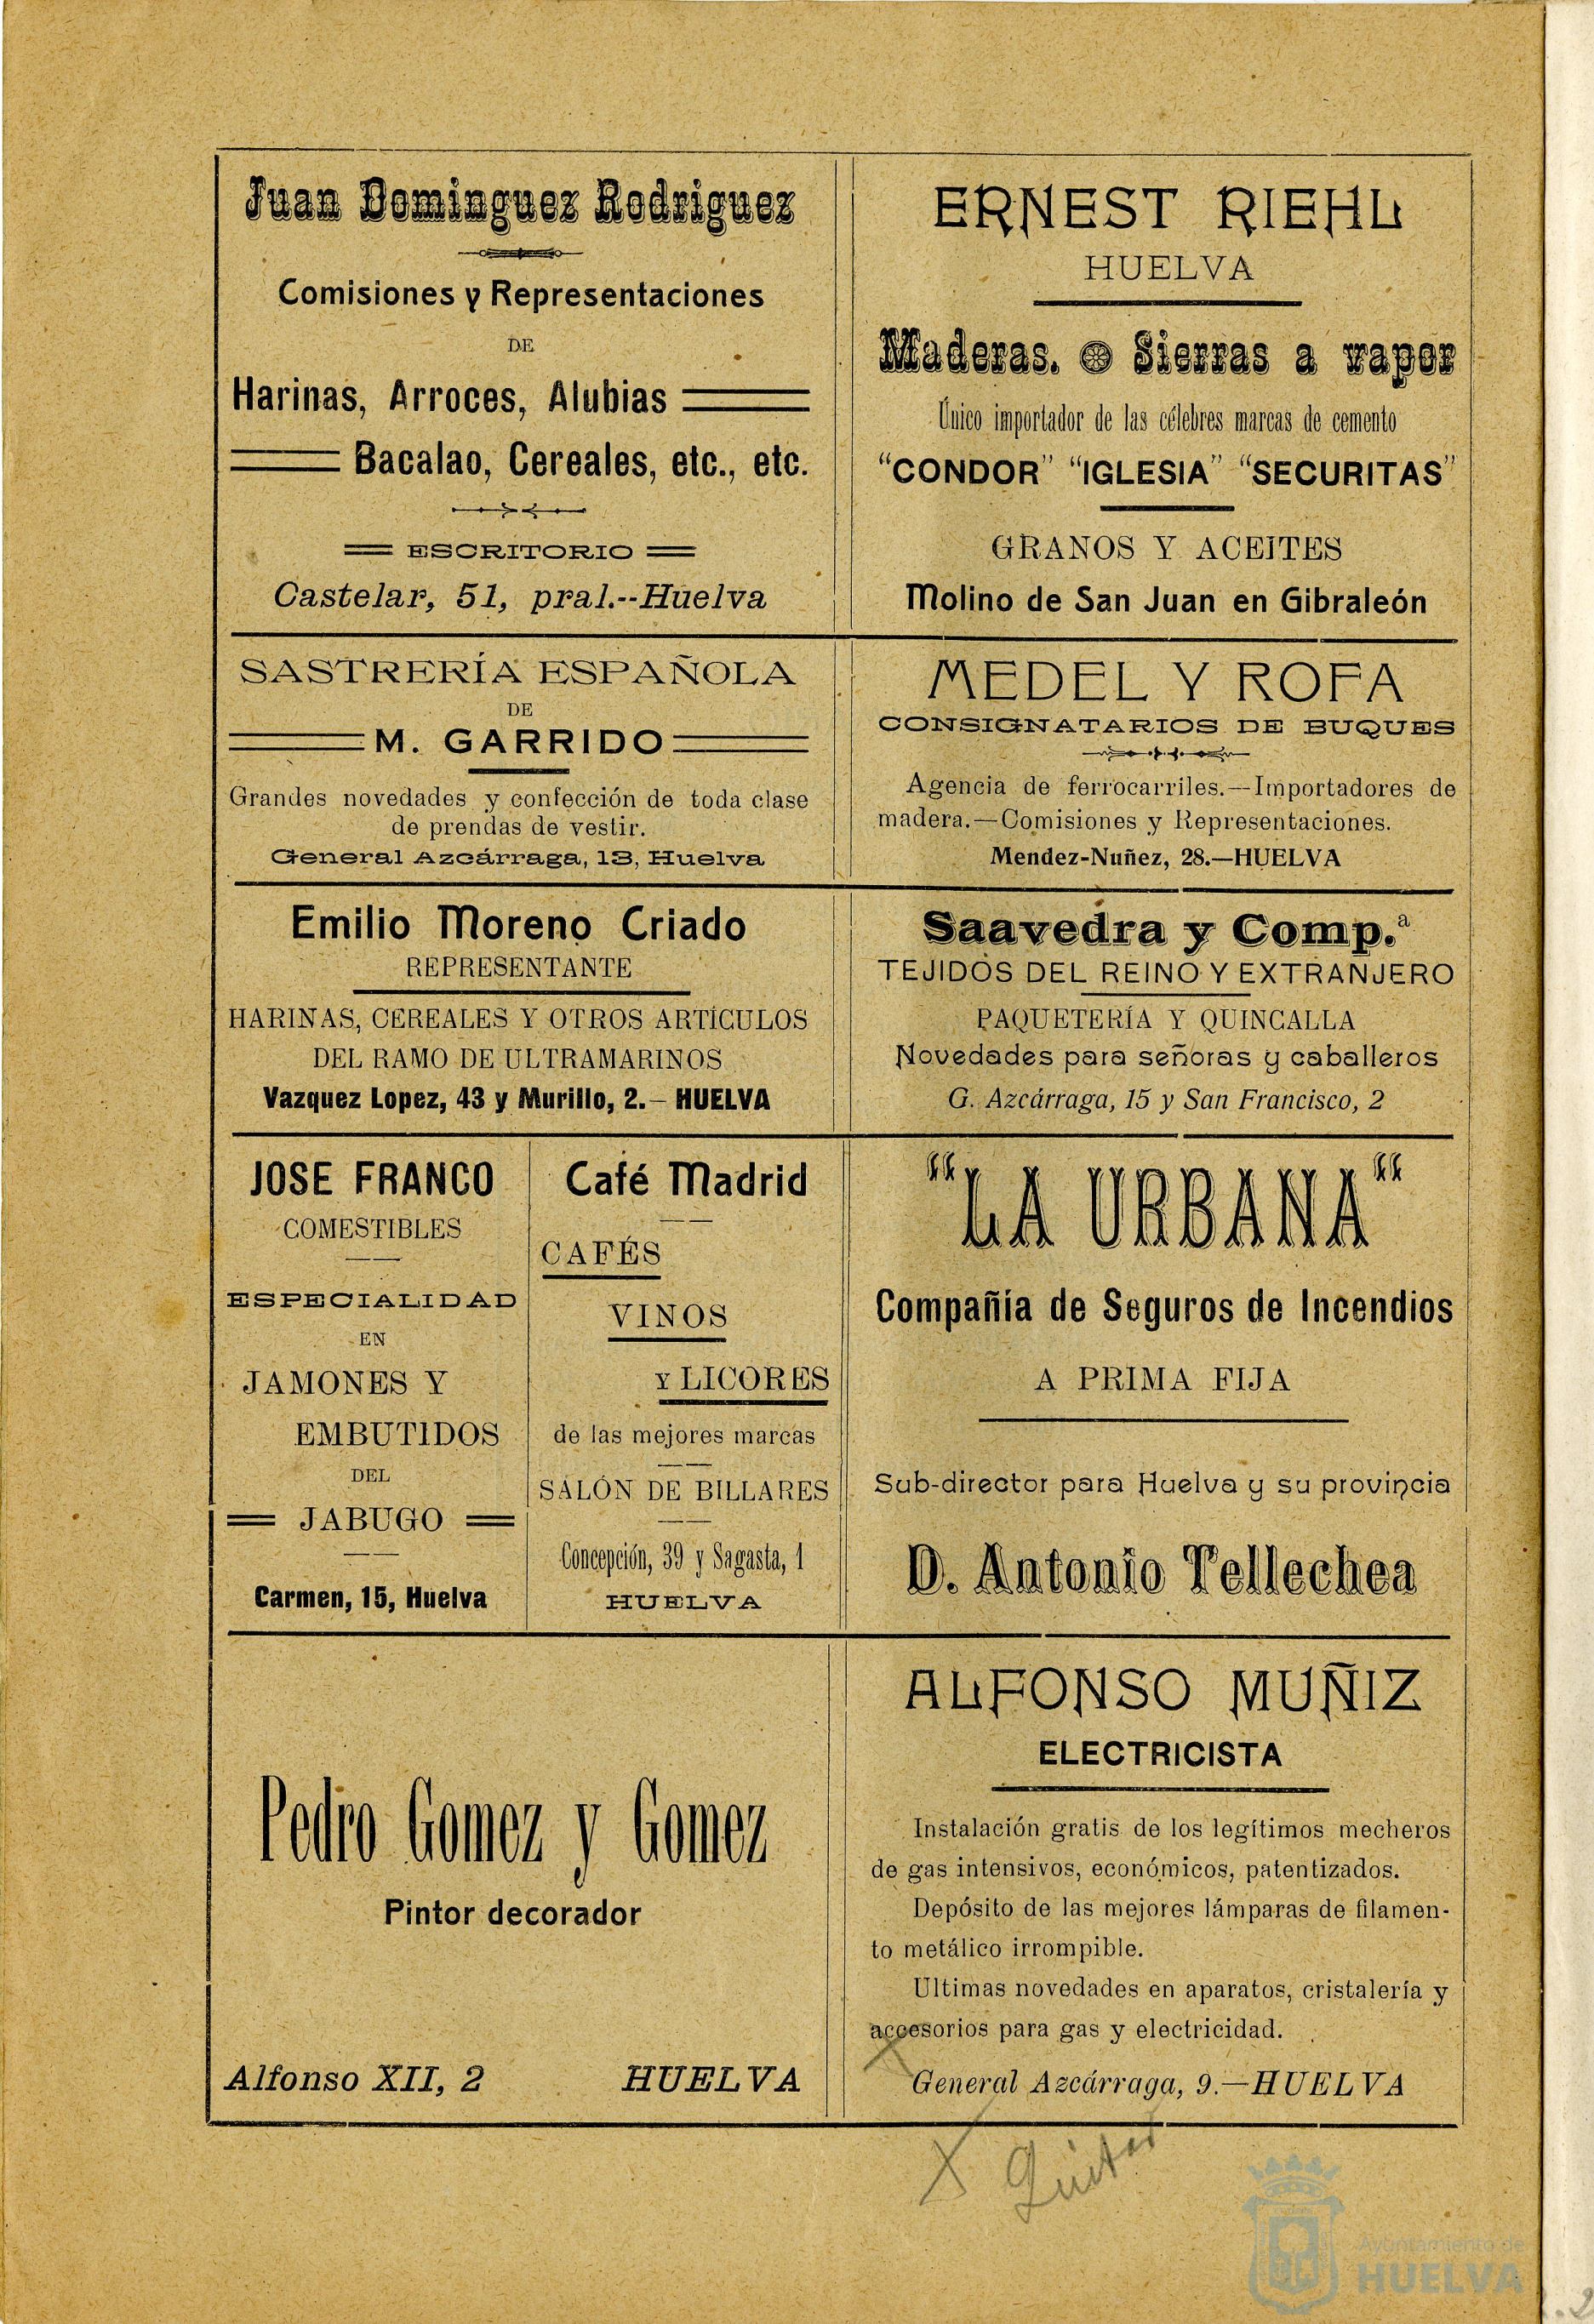 Juan Dominguez Rodriguez
Comisiones y Representaciones
DE
Harinas, Arroces, Alubias
Bacalao, Cereales, etc., etc.
ESCRITORIO
Castelar, 51, pral.--Huelva
ERNEST RIEHL
HUELVA
Maderas. Sierras a vapor
Único importador de las célebres marcas de cemento
"CONDOR" "IGLESIA" "SECURITAS"
GRANOS Y ACEITES
Molino de San Juan en Gibraleón
SASTRERÍA ESPAÑOLA
DE
M. GARRIDO
Grandes novedades y confección de toda clase
de prendas de vestir.
General Azcárraga, 13, Huelva
MEDEL Y ROFA
CONSIGNATARIOS DE BUQUES
Agencia de ferrocarriles.—Importadores de
madera.—Comisiones y Representaciones.
Mendez-Nuñez, 28.—HUELVA
Emilio Moreno Criado
REPRESENTANTE
HARINAS, CEREALES Y OTROS ARTÍCULOS
DEL RAMO DE ULTRAMARINOS
Vazquez Lopez, 43 y Murillo, 2.— HUELVA
Saavedra y Comp.ª
TEJIDOS DEL REINO Y EXTRANJERO
PAQUETERÍA Y QUINCALLA
Novedades para señoras y caballeros
G. Azcárraga, 15 y San Francisco, 2
JOSE FRANCO
COMESTIBLES
ESPECIALIDAD
EN
JAMONES Y
EMBUTIDOS
DEL
JABUGO
Carmen, 15, Huelva
Café Madrid
CAFÉS
VINOS
Y LICORES
de las mejores marcas
SALÓN DE BILLARES
Concepción, 39 y Sagasta, 1
HUELVA
"LA URBANA"
Compañía de Seguros de Incendios
A PRIMA FIJA
Sub-director para Huelva y su provincia
D. Antonio Tellechea
Pedro Gomez y Gomez
Pintor decorador
Alfonso XII, 2 HUELVA
ALFONSO MUÑIZ
ELECTRICISTA
Instalación gratis de los legítimos mecheros
de gas intensivos, económicos, patentizados.
Depósito de las mejores lámparas de filamen-
to metálico irrompible.
Ultimas novedades en aparatos, cristalería y
accesorios para gas y electricidad.
General Azcárraga, 9.—HUELVA
X Quitar
Ayuntamiento de
HUELVA